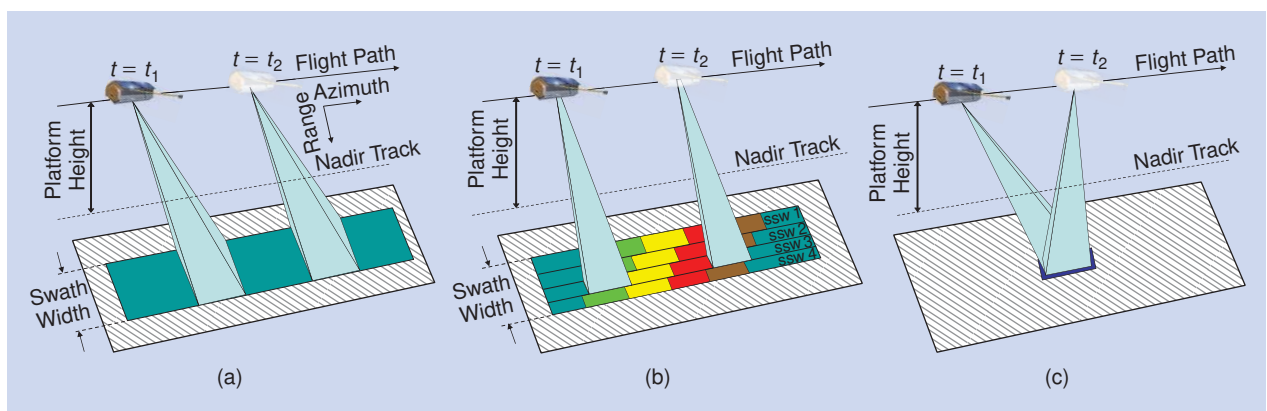 t = t1
t = t2
Flight Path
Azimuth
Range
Platform
Height
Nadir Track
Swath
Width
(a)
t = t1
t = t2
Flight Path
Platform
Height
Nadir Track
ssw 1
ssw 2
ssw 3
ssw 4
Swath
Width
(b)
t = t1
t = t2
Flight Path
Platform
Height
Nadir Track
(c)